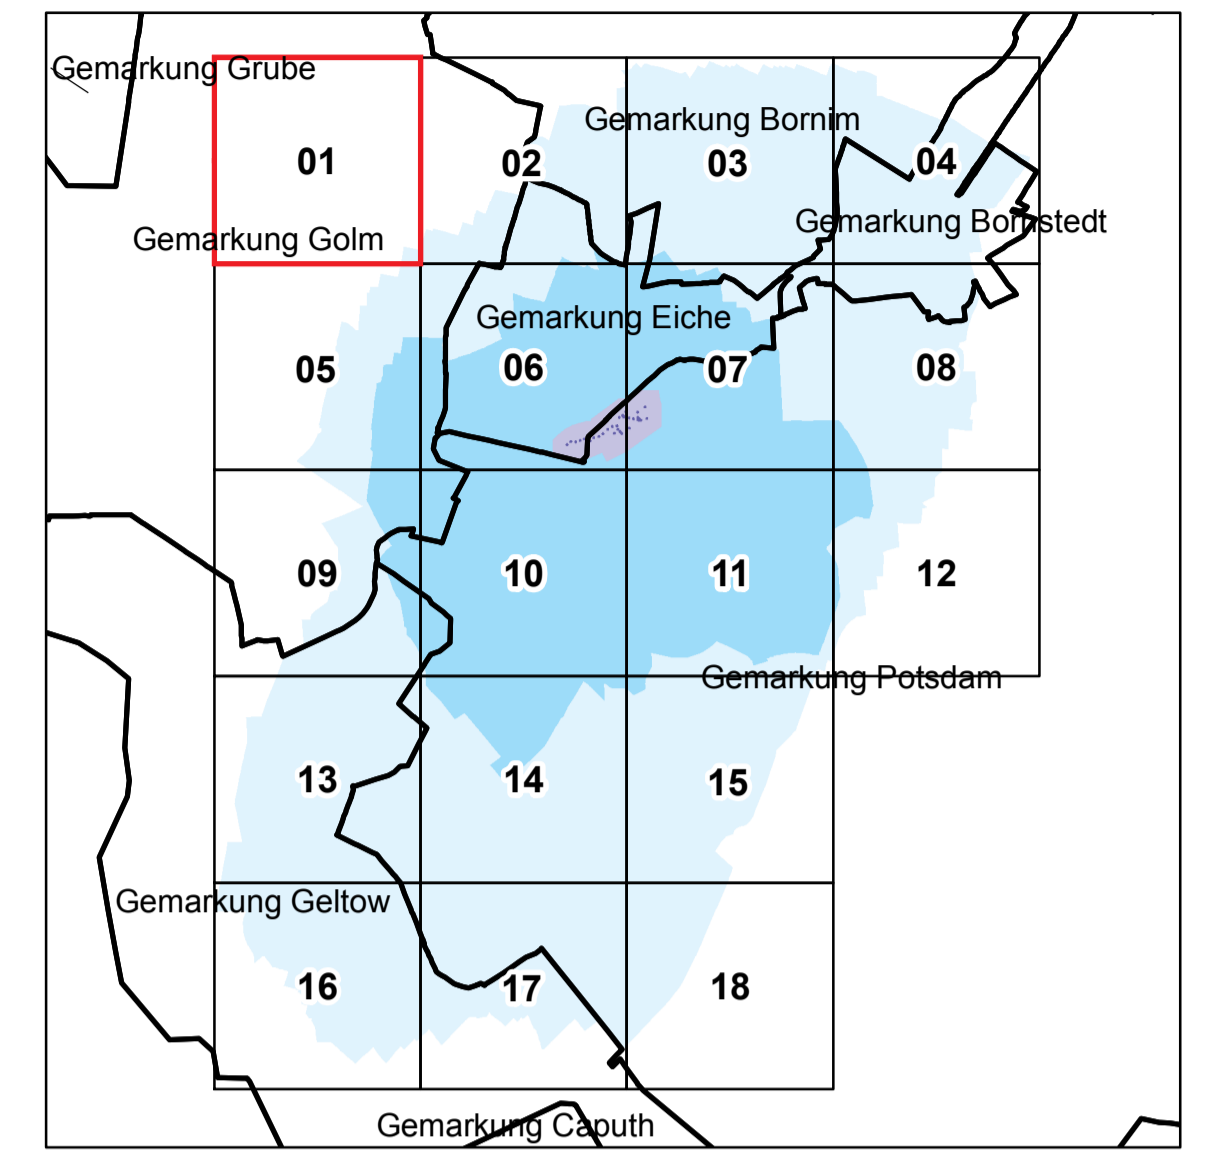 Gemarkung Grube
Gemarkung Bornim
01
02
03
04
Gemarkung Bornstedt
Gemarkung Golm
Gemarkung Eiche
05
06
07
08
09
10
11
12
Gemarkung Potsdam
13
14
15
Gemarkung Geltow
16
17
18
Gemarkung Caputh